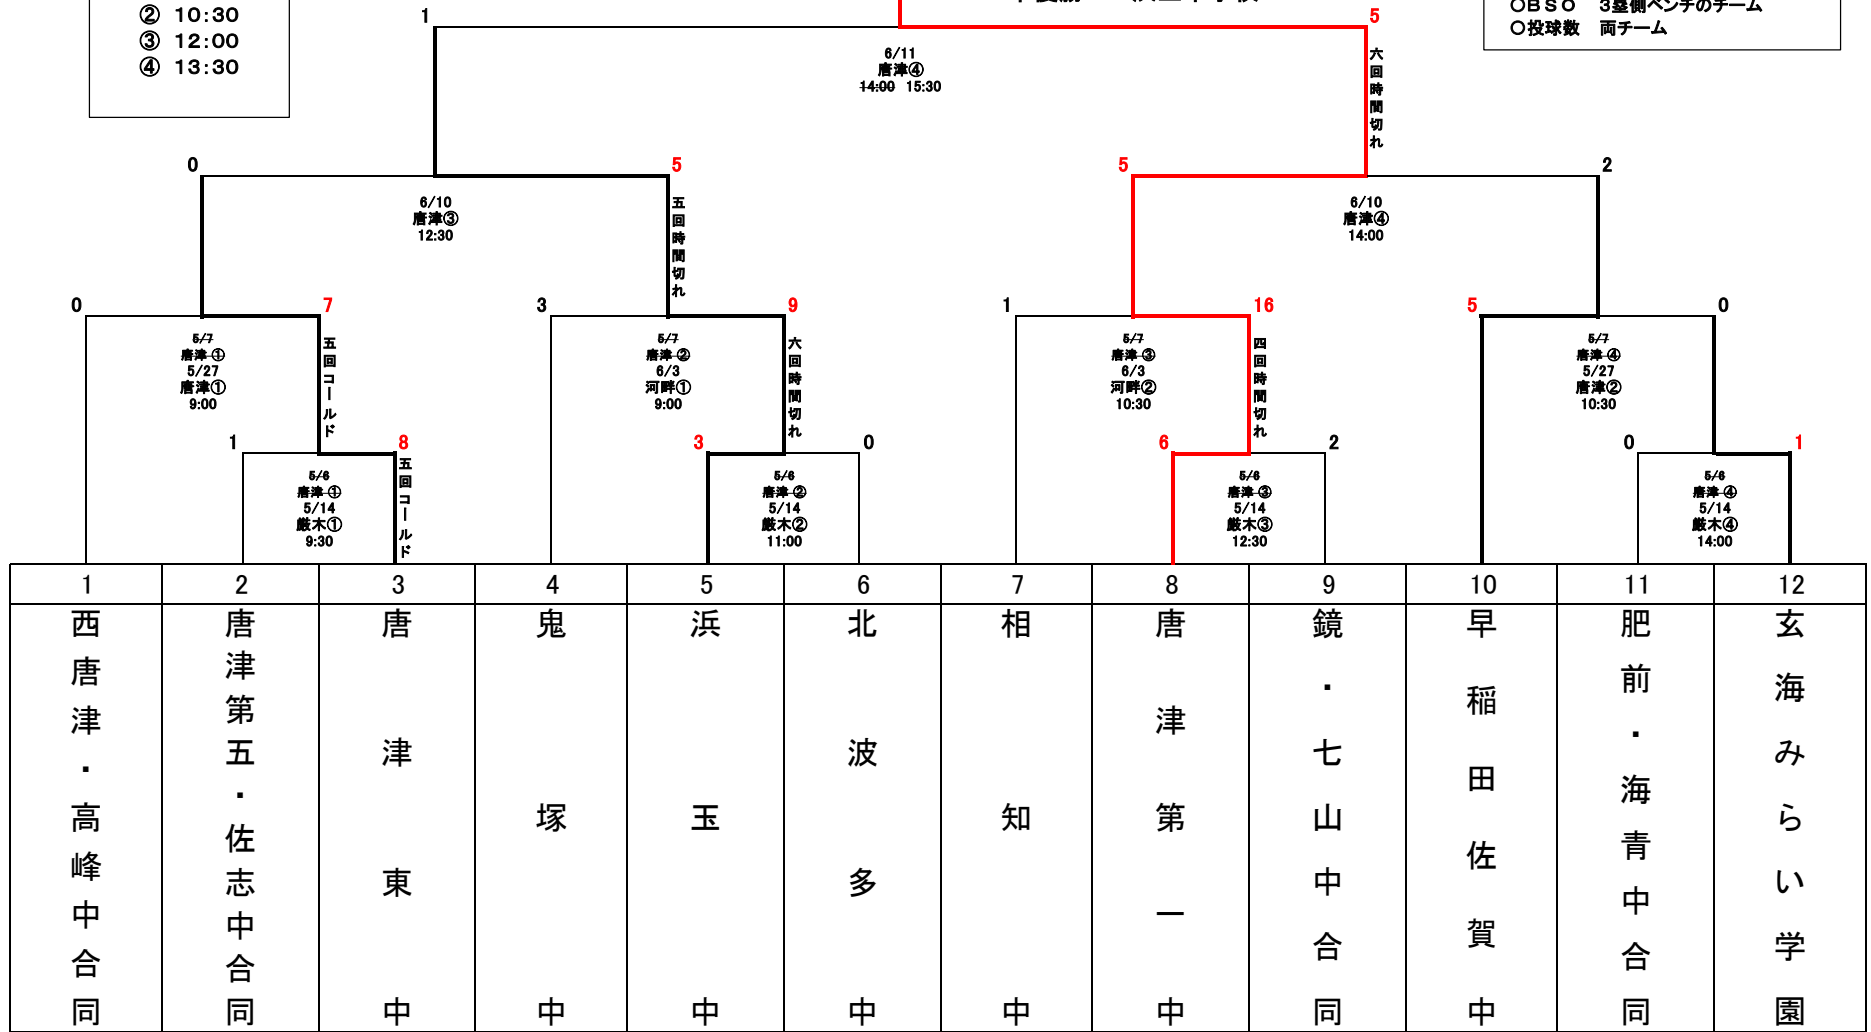 ② 10:30
③ 12:00
④ 13:30
○BSO 3塁側ベンチのチーム
○投球数 両チーム
1
5
6/11
唐津④
14:00 15:30
六回時間切れ
0
5
6/10
唐津③
12:30
五回時間切れ
5
2
6/10
唐津④
14:00
0
7
5/7
唐津①
5/27
唐津①
9:00
五回コールド
3
9
5/7
唐津②
6/3
河畔①
9:00
六回時間切れ
1
16
5/7
唐津③
6/3
河畔②
10:30
四回時間切れ
5
0
5/7
唐津④
5/27
唐津②
10:30
1
8
5/6
唐津①
5/14
厳木①
9:30
五回コールド
3
0
5/6
唐津②
5/14
厳木②
11:00
6
2
5/6
唐津③
5/14
厳木③
12:30
0
1
5/6
唐津④
5/14
厳木④
14:00
1 2 3 4 5 6 7 8 9 10 11 12
西唐津・高峰中合同
唐津第五・佐志中合同
唐津東中
鬼塚中
浜玉中
北波多中
相知中
唐津第一中
鏡・七山中合同
早稲田佐賀中
肥前・海青中合同
玄海みらい学園